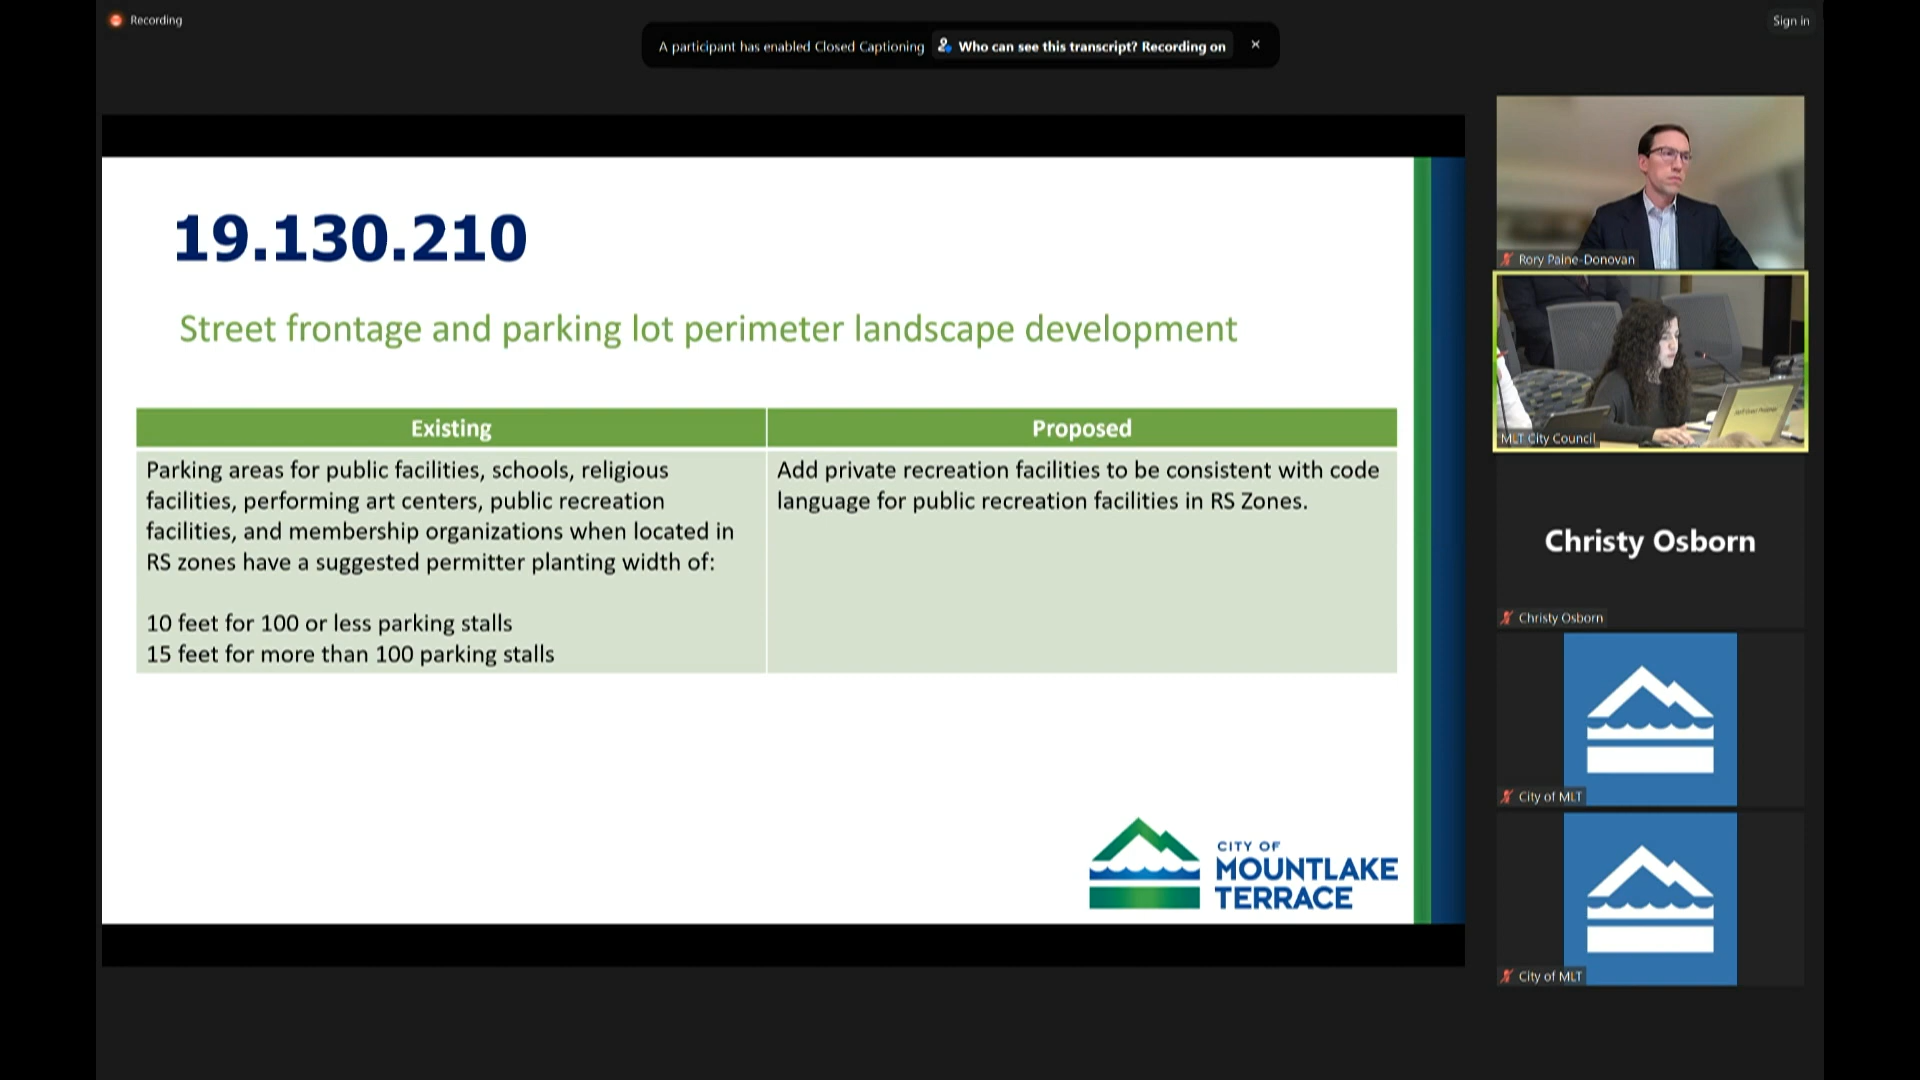 Recording
Sign in
A participant has enabled Closed Captioning Who can see this transcript? Recording on
19.130.210
Street frontage and parking lot perimeter landscape development
Existing
Proposed
Parking areas for public facilities, schools, religious
facilities, performing art centers, public recreation
facilities, and membership organizations when located in
RS zones have a suggested permitter planting width of:
10 feet for 100 or less parking stalls
15 feet for more than 100 parking stalls
Add private recreation facilities to be consistent with code
language for public recreation facilities in RS Zones.
CITY OF
MOUNTLAKE
TERRACE
Rory Paine-Donovan
MLT City Council
Christy Osborn
Christy Osborn
City of MLT
City of MLT